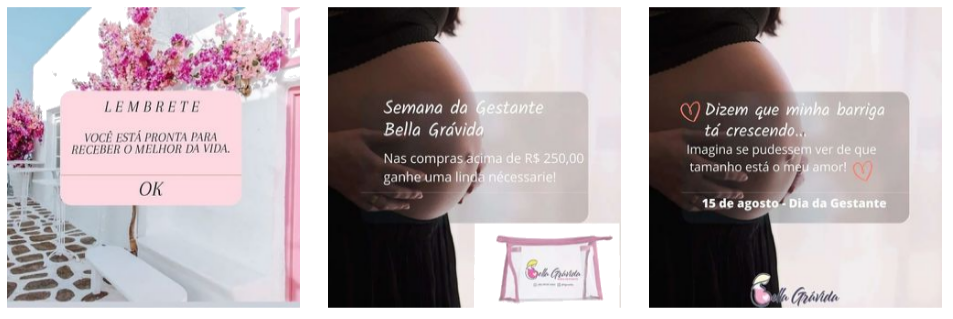 LEMBRETE
VOCÊ ESTÁ PRONTA PARA
RECEBER O MELHOR DA VIDA.
OK
Semana da Gestante
Bella Grávida
Nas compras acima de R$ 250,00
ganhe uma linda nécessarie!
Bella Grávida
Dizem que minha barriga
tá crescendo...
Imagina se pudessem ver de que
tamanho está o meu amor!
15 de agosto - Dia da Gestante
Bella Grávida